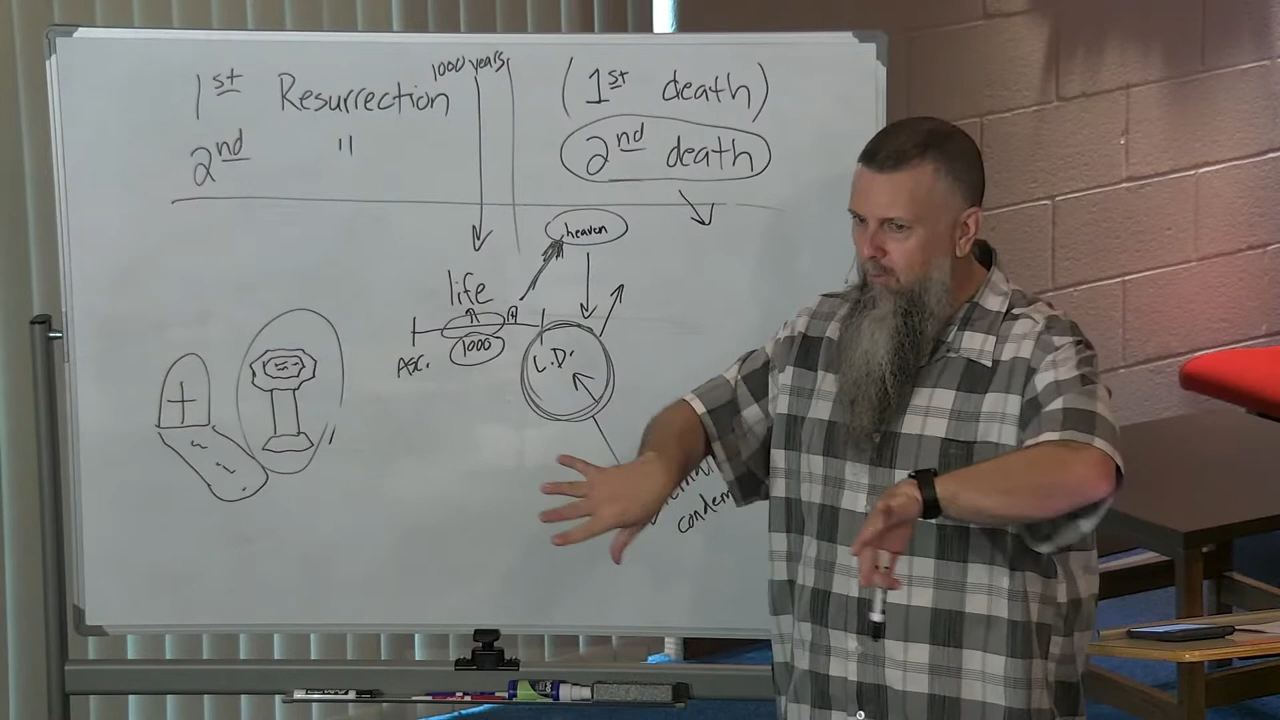 1st Resurrection
1000 years
2nd "
(1st death)
2nd death
heaven
life
A
Asc.
1000
L.D.
condem